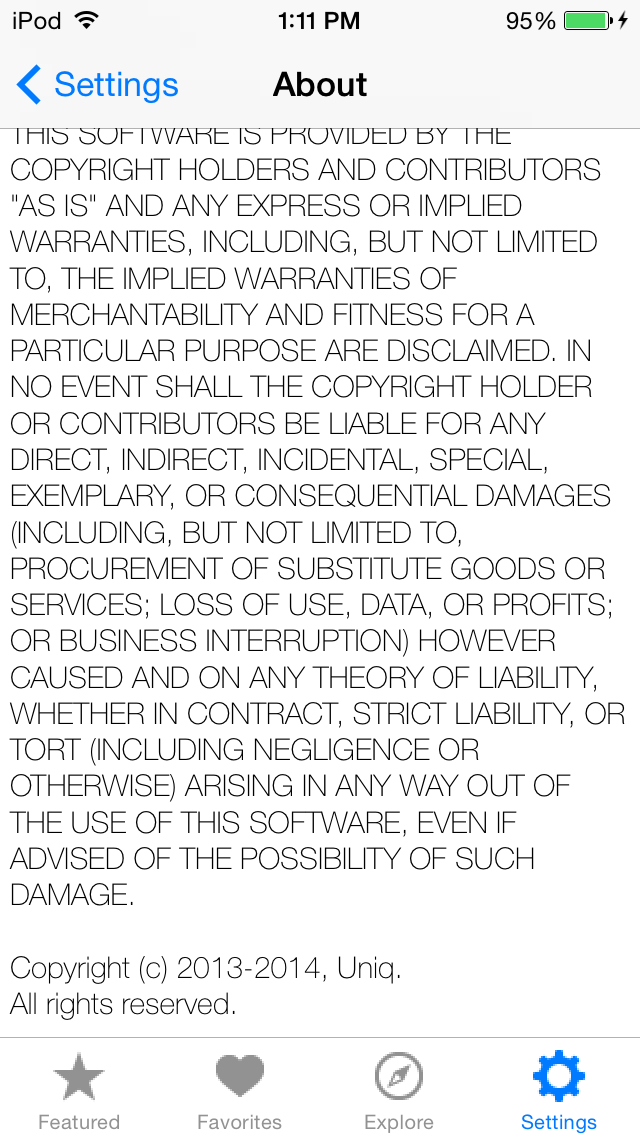 iPod 1:11 PM 95%
Settings About
THIS SOFTWARE IS PROVIDED BY THE
COPYRIGHT HOLDERS AND CONTRIBUTORS
"AS IS" AND ANY EXPRESS OR IMPLIED
WARRANTIES, INCLUDING, BUT NOT LIMITED
TO, THE IMPLIED WARRANTIES OF
MERCHANTABILITY AND FITNESS FOR A
PARTICULAR PURPOSE ARE DISCLAIMED. IN
NO EVENT SHALL THE COPYRIGHT HOLDER
OR CONTRIBUTORS BE LIABLE FOR ANY
DIRECT, INDIRECT, INCIDENTAL, SPECIAL,
EXEMPLARY, OR CONSEQUENTIAL DAMAGES
(INCLUDING, BUT NOT LIMITED TO,
PROCUREMENT OF SUBSTITUTE GOODS OR
SERVICES; LOSS OF USE, DATA, OR PROFITS;
OR BUSINESS INTERRUPTION) HOWEVER
CAUSED AND ON ANY THEORY OF LIABILITY,
WHETHER IN CONTRACT, STRICT LIABILITY, OR
TORT (INCLUDING NEGLIGENCE OR
OTHERWISE) ARISING IN ANY WAY OUT OF
THE USE OF THIS SOFTWARE, EVEN IF
ADVISED OF THE POSSIBILITY OF SUCH
DAMAGE.
Copyright (c) 2013-2014, Uniq.
All rights reserved.
Featured Favorites Explore Settings